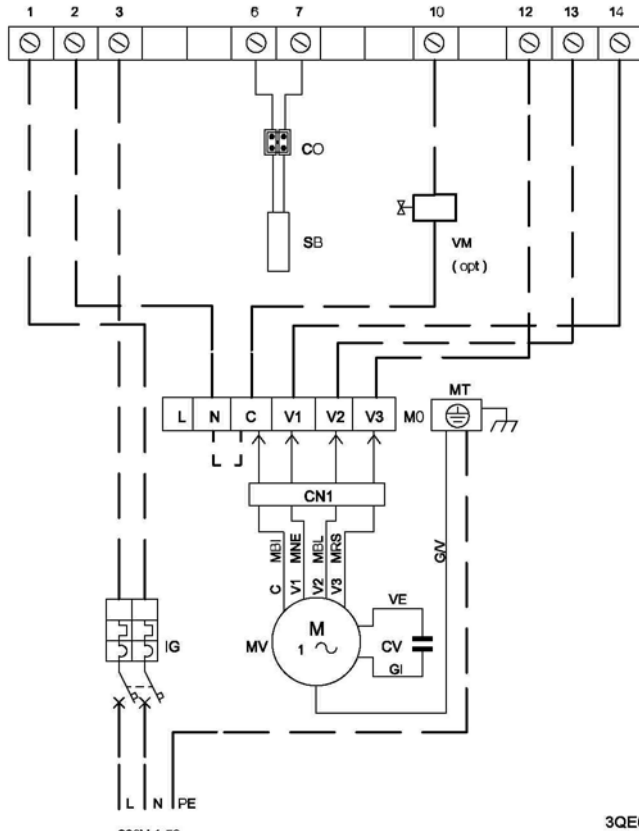 1 2 3 6 7 10 12 13 14
CO
SB
VM
( opt )
MT
L N C V1 V2 V3 MO
CN1
MBI MNE MBL MRS
G/V
C V1 V2 V3
VE
M
1
MV
CV
GI
IG
L N PE